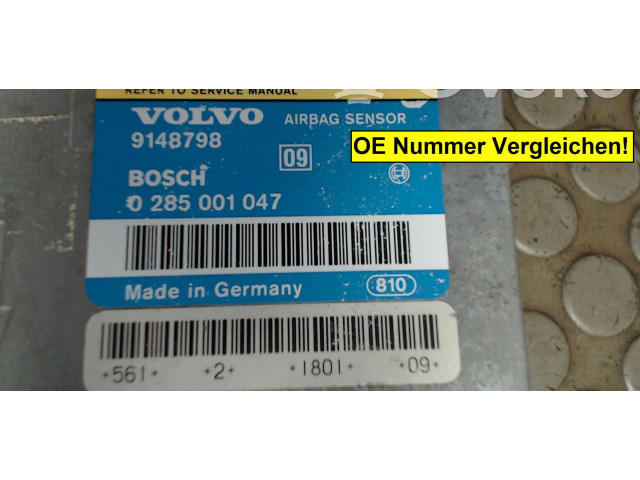 REFER TO SERVICE MANUAL
VOLVO AIRBAG SENSOR
9148798
OE Nummer Vergleichen!
09
BOSCH
0 285 001 047
Made in Germany 810
*561* *2* *1801* *09*